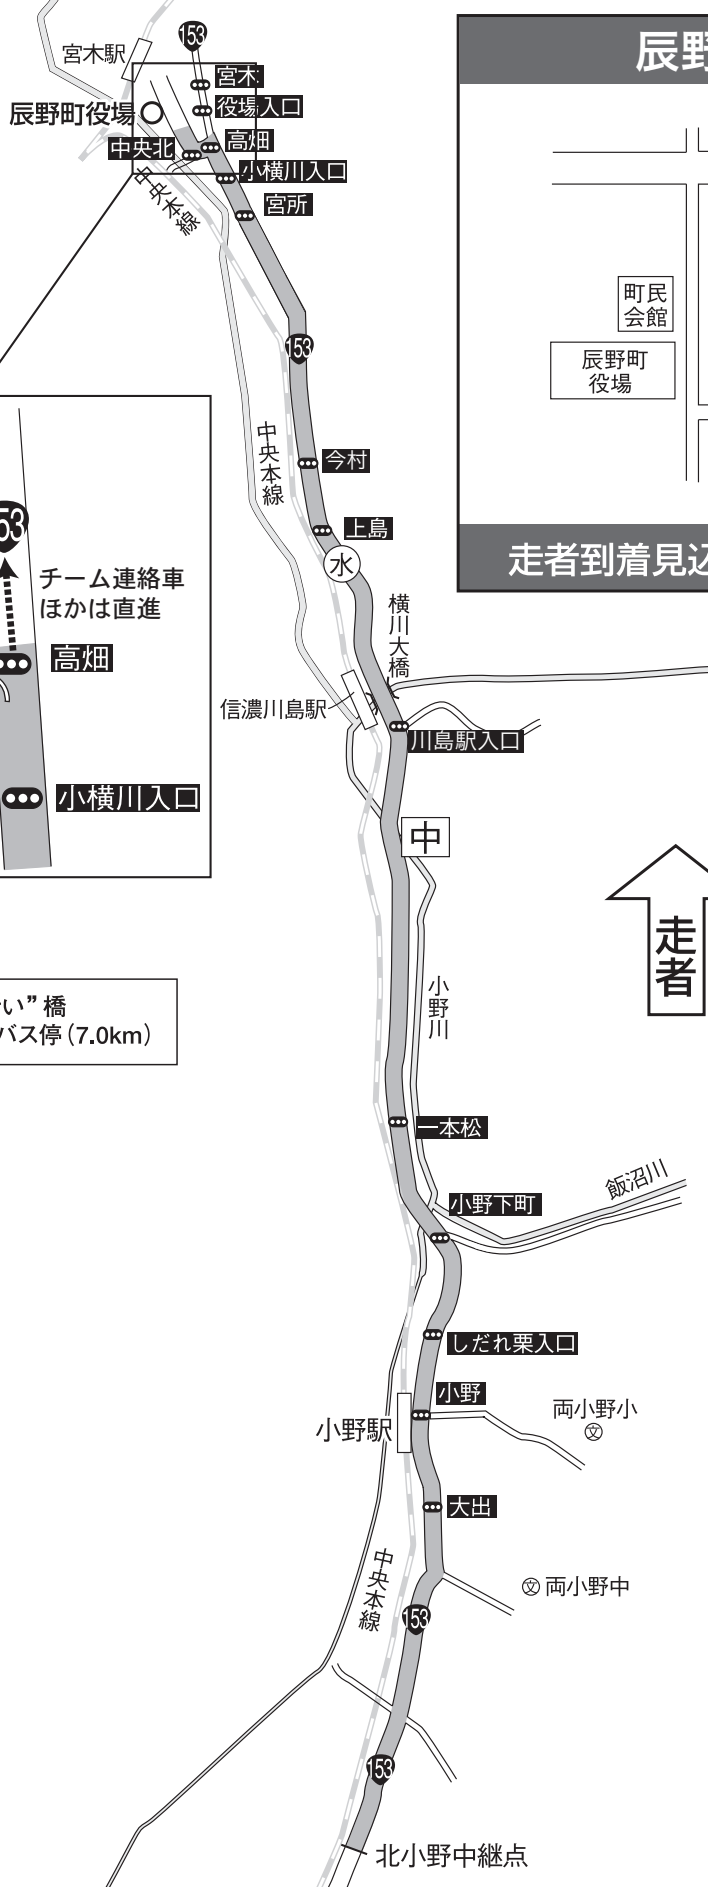 宮木駅
153
宮木
辰野町役場
役場入口
高畑
中央北
小横川入口
中央本線
宮所
153
中央本線
今村
上島
水
横川大橋
信濃川島駅
川島駅入口
中
小野川
一本松
小野下町
飯沼川
しだれ栗入口
小野
小野駅
両小野小
文
大出
中央本線
文 両小野中
153
153
北小野中継点
町民
会館
辰野町
役場
走者到着見込
走者
53
チーム連絡車
ほかは直進
高畑
小横川入口
い”橋
バス停(7.0km)